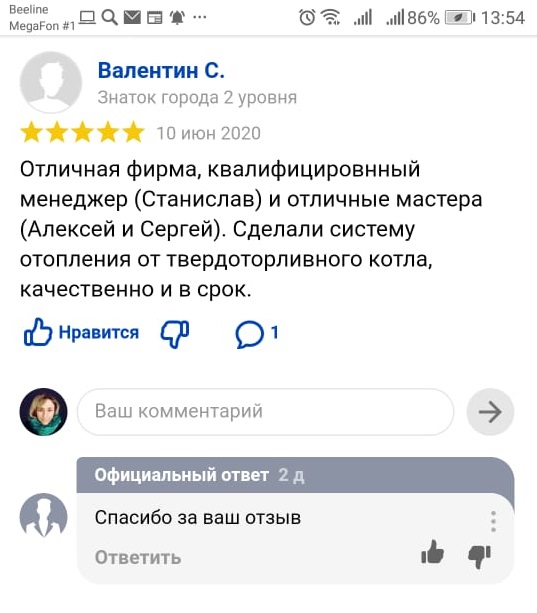 Beeline
MegaFon #1 ... 86% 13:54
Валентин С.
Знаток города 2 уровня
10 июн 2020
Отличная фирма, квалифицировнный
менеджер (Станислав) и отличные мастера
(Алексей и Сергей). Сделали систему
отопления от твердоторливного котла,
качественно и в срок.
Нравится 1
Ваш комментарий
Официальный ответ 2 д
Спасибо за ваш отзыв
Ответить